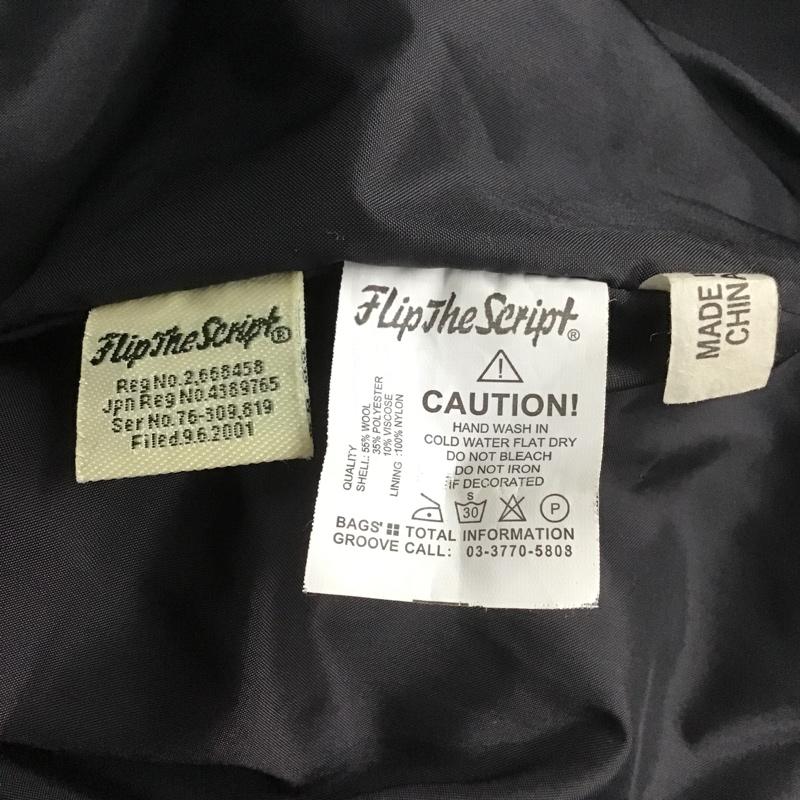 FlipTheScript®
Reg No.2,668458
Jpn Reg No.4389765
Ser No.76-309,819
Filed.9.6.2001
FlipTheScript®
CAUTION!
HAND WASH IN
COLD WATER FLAT DRY
DO NOT BLEACH
DO NOT IRON
IF DECORATED
QUALITY
SHELL: 55% WOOL
35% POLYESTER
10% VISCOSE
LINING :100% NYLON
S
30
P
BAGS' TOTAL INFORMATION
GROOVE CALL: 03-3770-5808
MADE
CHINA